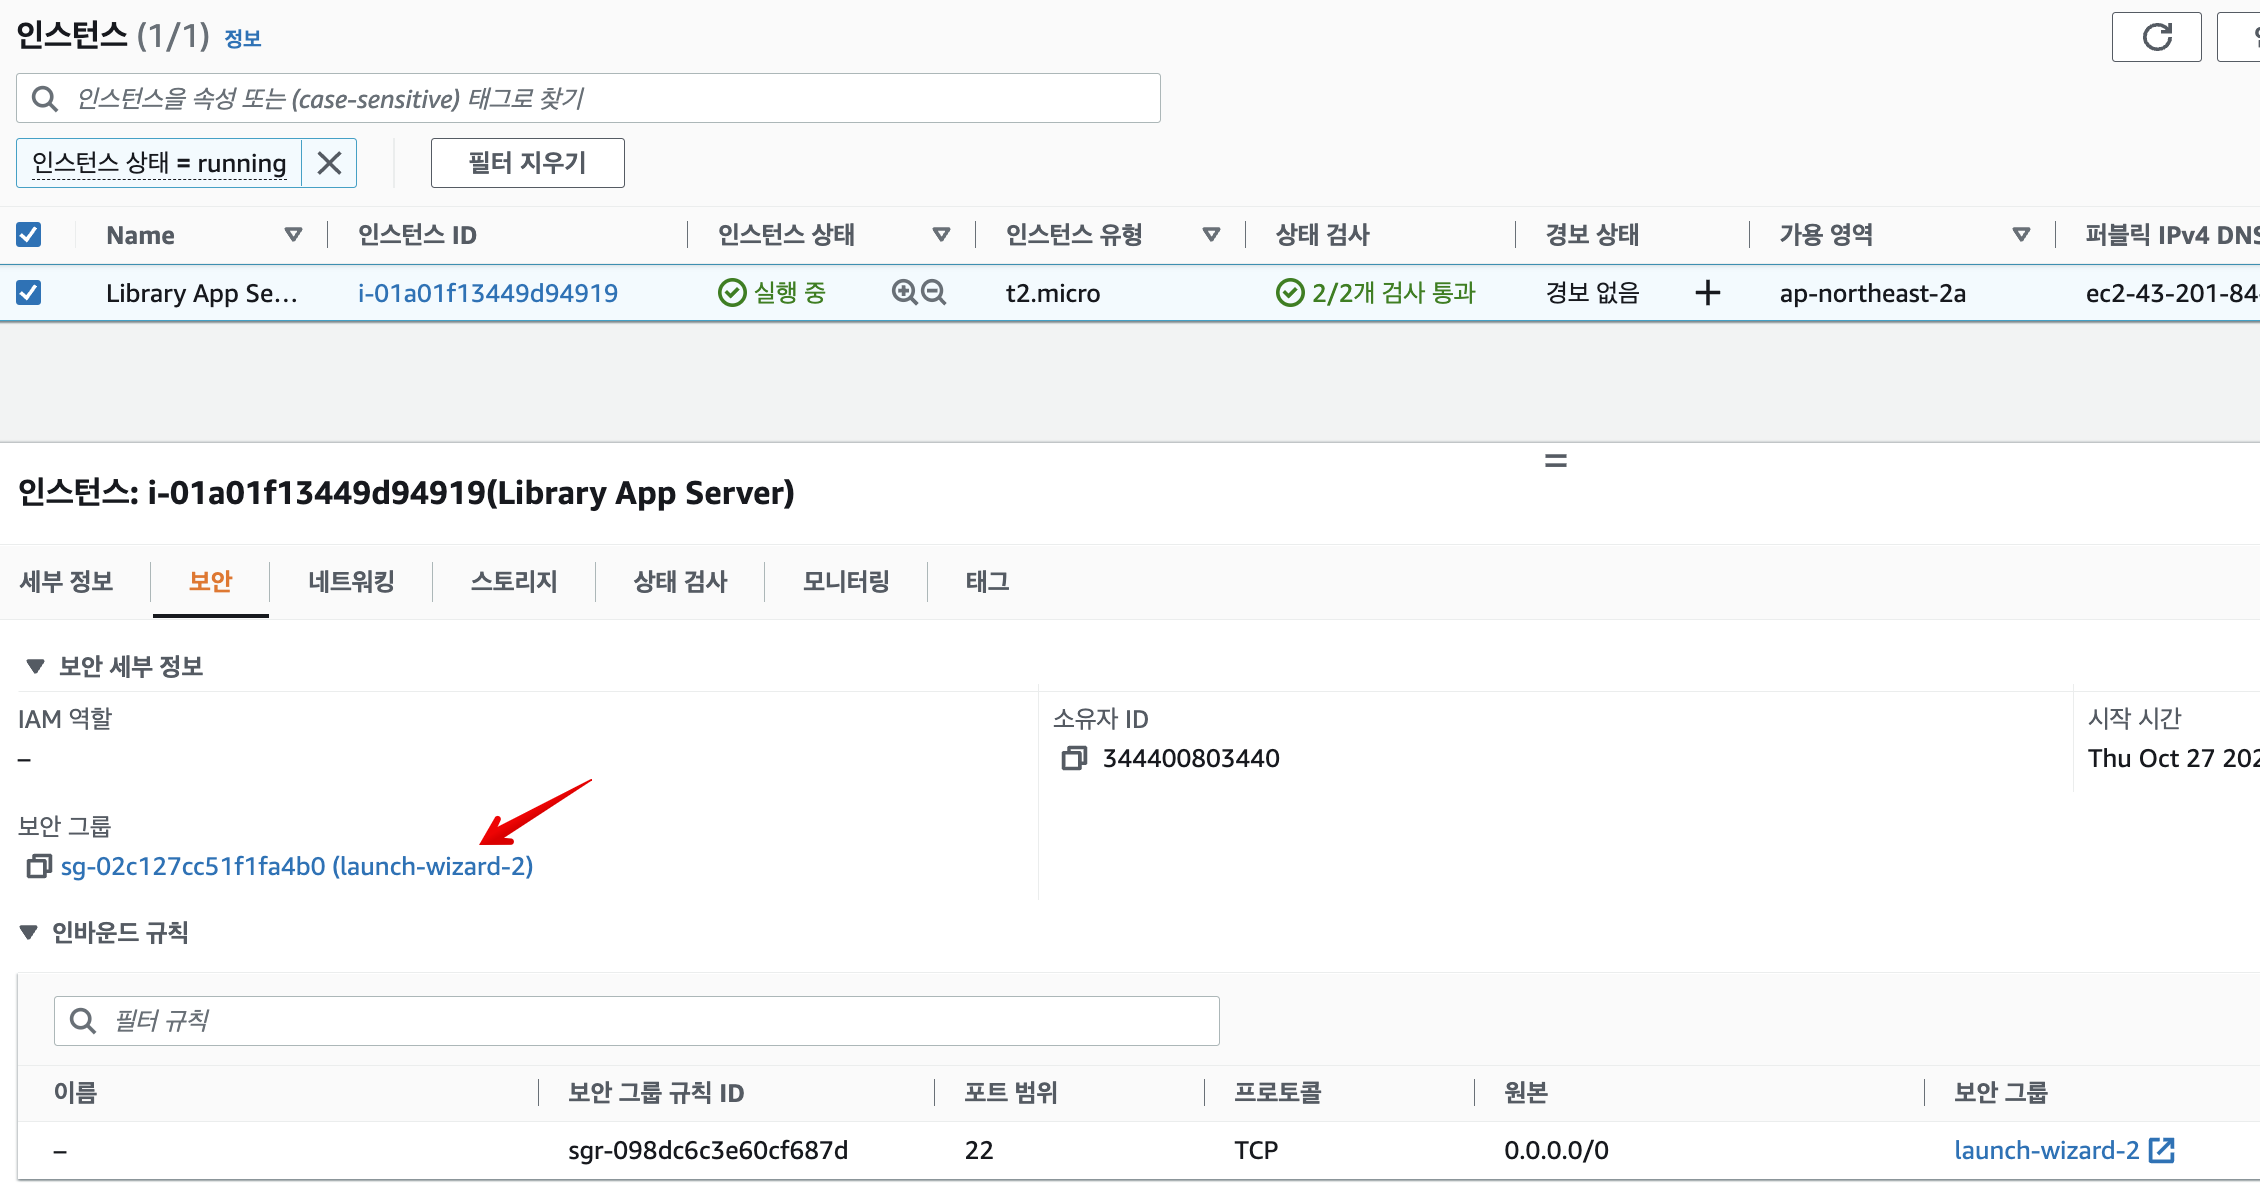 인스턴스 (1/1) 정보
인스턴스을 속성 또는 (case-sensitive) 태그로 찾기
인스턴스 상태 = running 필터 지우기
Name 인스턴스 ID 인스턴스 상태 인스턴스 유형 상태 검사 경보 상태 가용 영역 퍼블릭 IPv4 DNS
Library App Se... i-01a01f13449d94919 실행 중 t2.micro 2/2개 검사 통과 경보 없음 + ap-northeast-2a ec2-43-201-84
인스턴스: i-01a01f13449d94919(Library App Server)
세부 정보 보안 네트워킹 스토리지 상태 검사 모니터링 태그
보안 세부 정보
IAM 역할 소유자 ID 시작 시간
– 344400803440 Thu Oct 27 202
보안 그룹
sg-02c127cc51f1fa4b0 (launch-wizard-2)
인바운드 규칙
필터 규칙
이름 보안 그룹 규칙 ID 포트 범위 프로토콜 원본 보안 그룹
– sgr-098dc6c3e60cf687d 22 TCP 0.0.0.0/0 launch-wizard-2